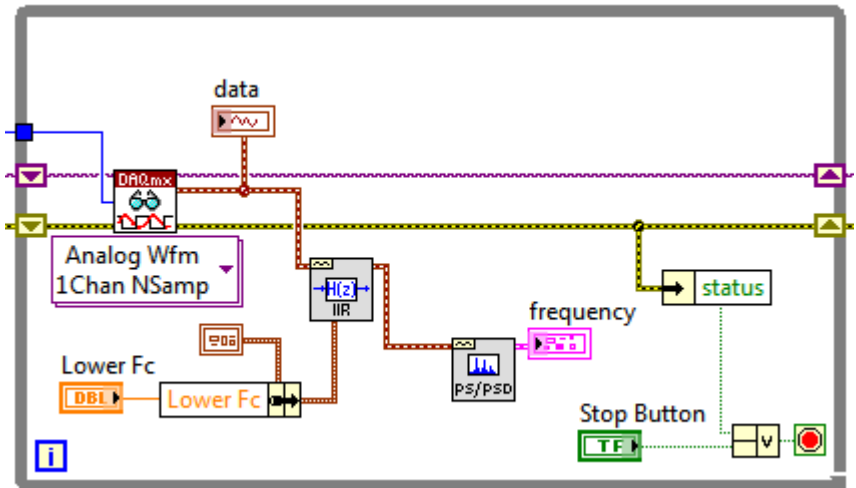 data
DAQmx
Analog Wfm
1Chan NSamp
H(z)
IIR
frequency
status
Lower Fc
DBL
Lower Fc
PS/PSD
Stop Button
TF
V
i